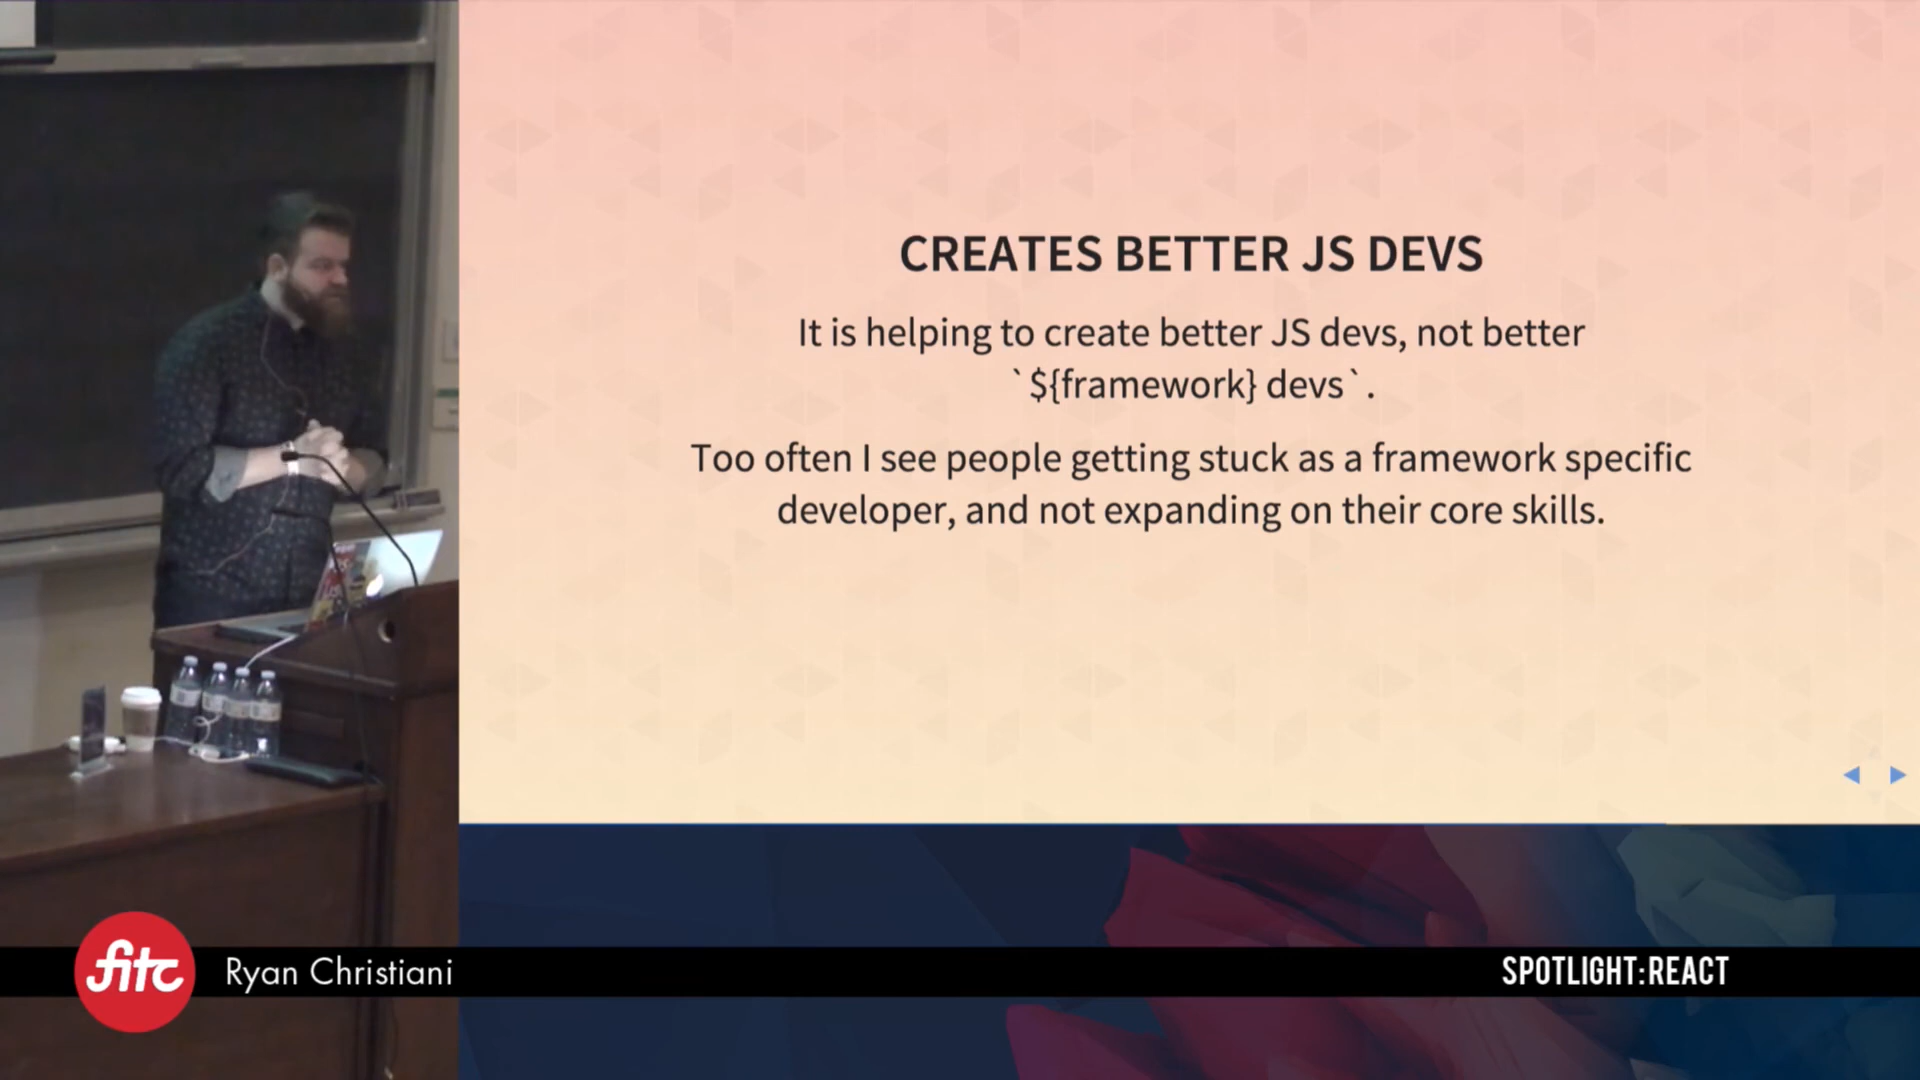 CREATES BETTER JS DEVS
It is helping to create better JS devs, not better
`${framework} devs`.
Too often I see people getting stuck as a framework specific
developer, and not expanding on their core skills.
fitc
Ryan Christiani
SPOTLIGHT:REACT